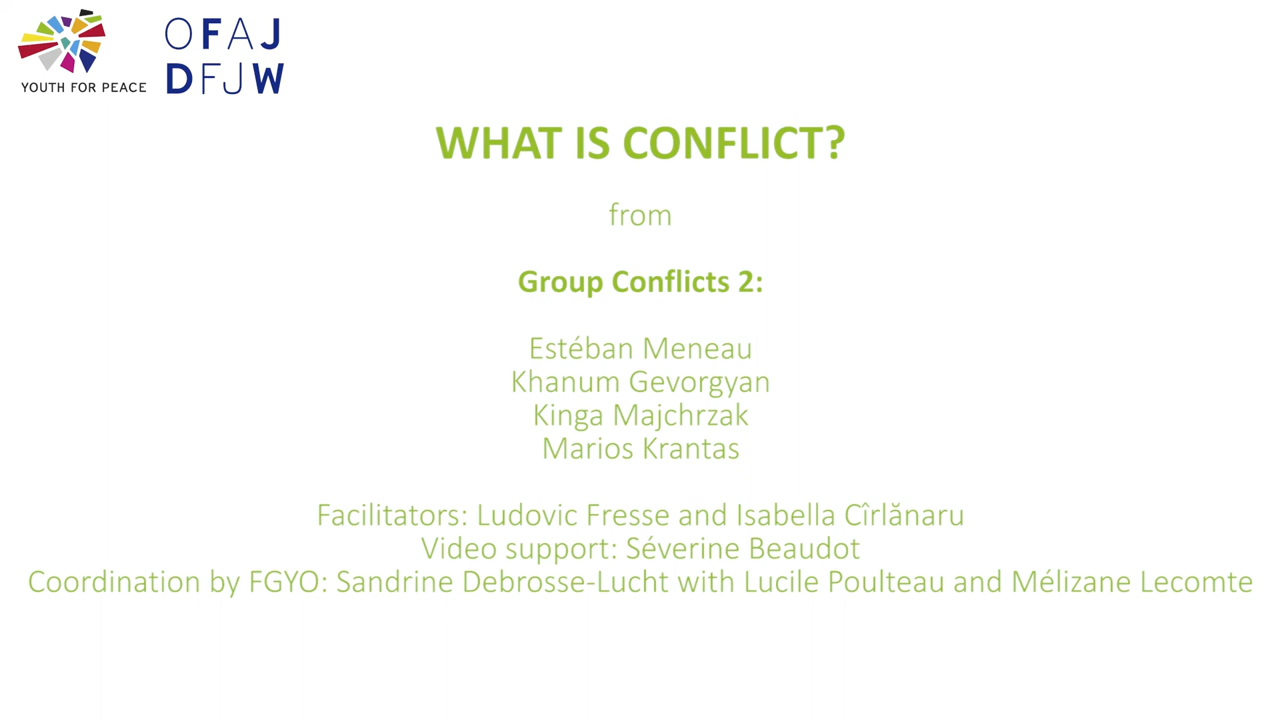 YOUTH FOR PEACE
OFAJ
DFJW
WHAT IS CONFLICT?
from
Group Conflicts 2:
Estéban Meneau
Khanum Gevorgyan
Kinga Majchrzak
Marios Krantas
Facilitators: Ludovic Fresse and Isabella Cîrlănaru
Video support: Séverine Beaudot
Coordination by FGYO: Sandrine Debrosse-Lucht with Lucile Poulteau and Mélizane Lecomte